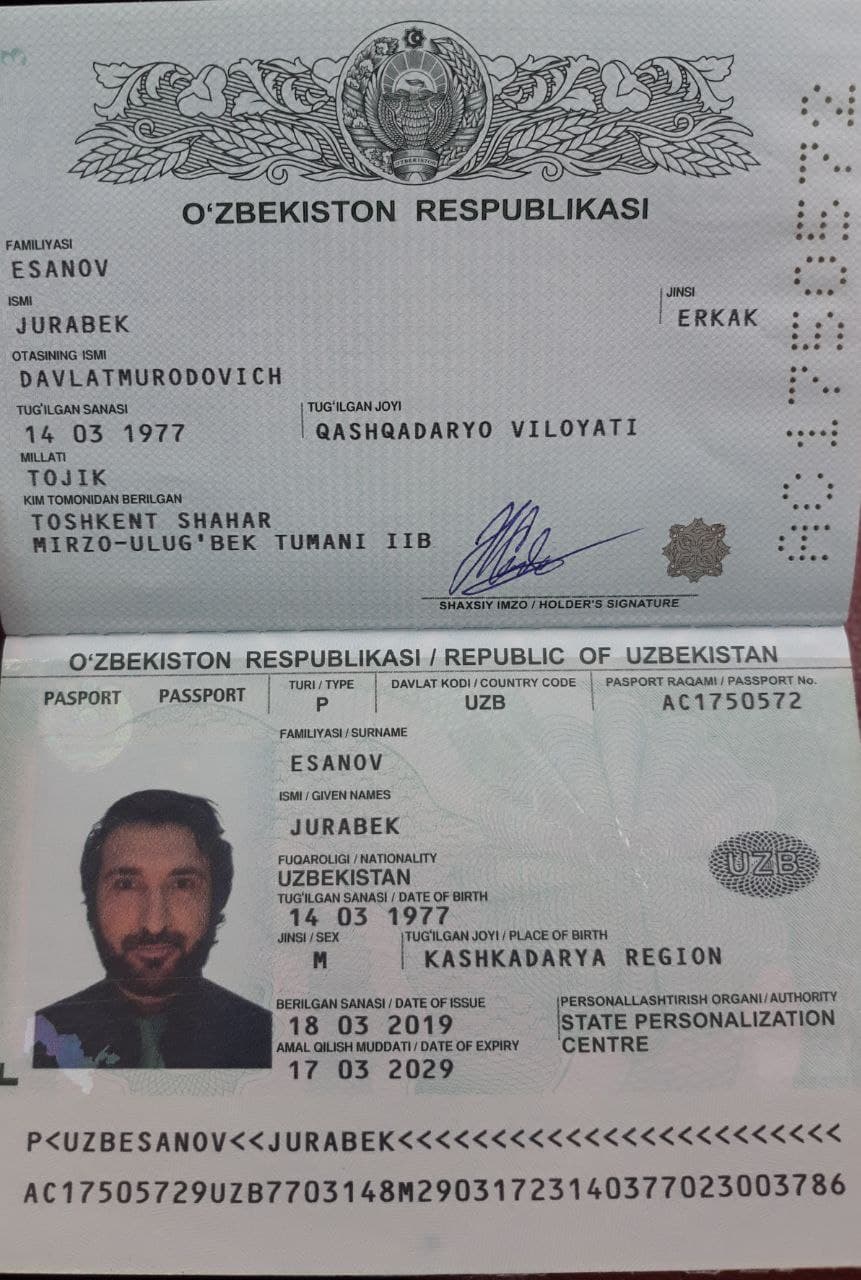 O‘ZBEKISTON RESPUBLIKASI
FAMILIYASI
ESANOV
ISMI
JURABEK
JINSI
ERKAK
OTASINING ISMI
DAVLATMURODOVICH
TUG‘ILGAN SANASI
14 03 1977
TUG‘ILGAN JOYI
QASHQADARYO VILOYATI
MILLATI
TOJIK
KIM TOMONIDAN BERILGAN
TOSHKENT SHAHAR
MIRZO-ULUG'BEK TUMANI IIB
SHAXSIY IMZO / HOLDER'S SIGNATURE
AC1750572
O‘ZBEKISTON RESPUBLIKASI / REPUBLIC OF UZBEKISTAN
PASPORT PASSPORT
TURI / TYPE
P
DAVLAT KODI / COUNTRY CODE
UZB
PASPORT RAQAMI / PASSPORT No.
AC1750572
FAMILIYASI / SURNAME
ESANOV
ISMI / GIVEN NAMES
JURABEK
FUQAROLIGI / NATIONALITY
UZBEKISTAN
UZB
TUG‘ILGAN SANASI / DATE OF BIRTH
14 03 1977
JINSI / SEX
M
TUG‘ILGAN JOYI / PLACE OF BIRTH
KASHKADARYA REGION
BERILGAN SANASI / DATE OF ISSUE
18 03 2019
PERSONALLASHTIRISH ORGANI / AUTHORITY
STATE PERSONALIZATION
CENTRE
AMAL QILISH MUDDATI / DATE OF EXPIRY
17 03 2029
P<UZBESANOV<<JURABEK<<<<<<<<<<<<<<<<<<<<<<<<
AC17505729UZB7703148M29031723140377023003786